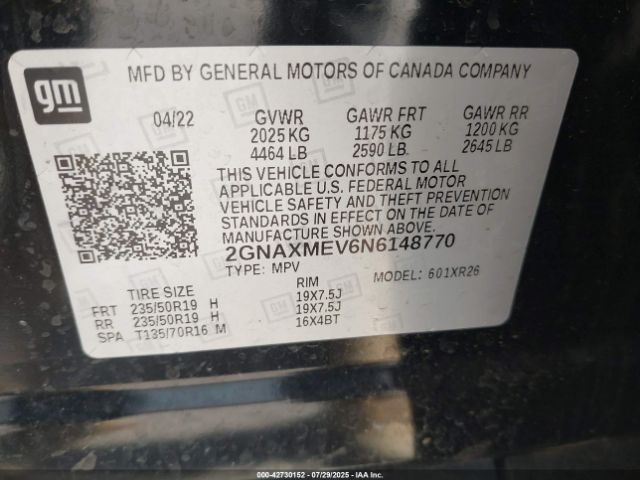 gm
MFD BY GENERAL MOTORS OF CANADA COMPANY
04/22 GVWR GAWR FRT GAWR RR
2025 KG 1175 KG 1200 KG
4464 LB 2590 LB 2645 LB
THIS VEHICLE CONFORMS TO ALL
APPLICABLE U.S. FEDERAL MOTOR
VEHICLE SAFETY AND THEFT PREVENTION
STANDARDS IN EFFECT ON THE DATE OF
MANUFACTURE SHOWN ABOVE.
2GNAXMEV6N6148770
TYPE: MPV MODEL: 601XR26
TIRE SIZE RIM
FRT 235/50R19 H 19X7.5J
RR 235/50R19 H 19X7.5J
SPA T135/70R16 M 16X4BT
000-42730152 07/29/2025 IAA, Inc.